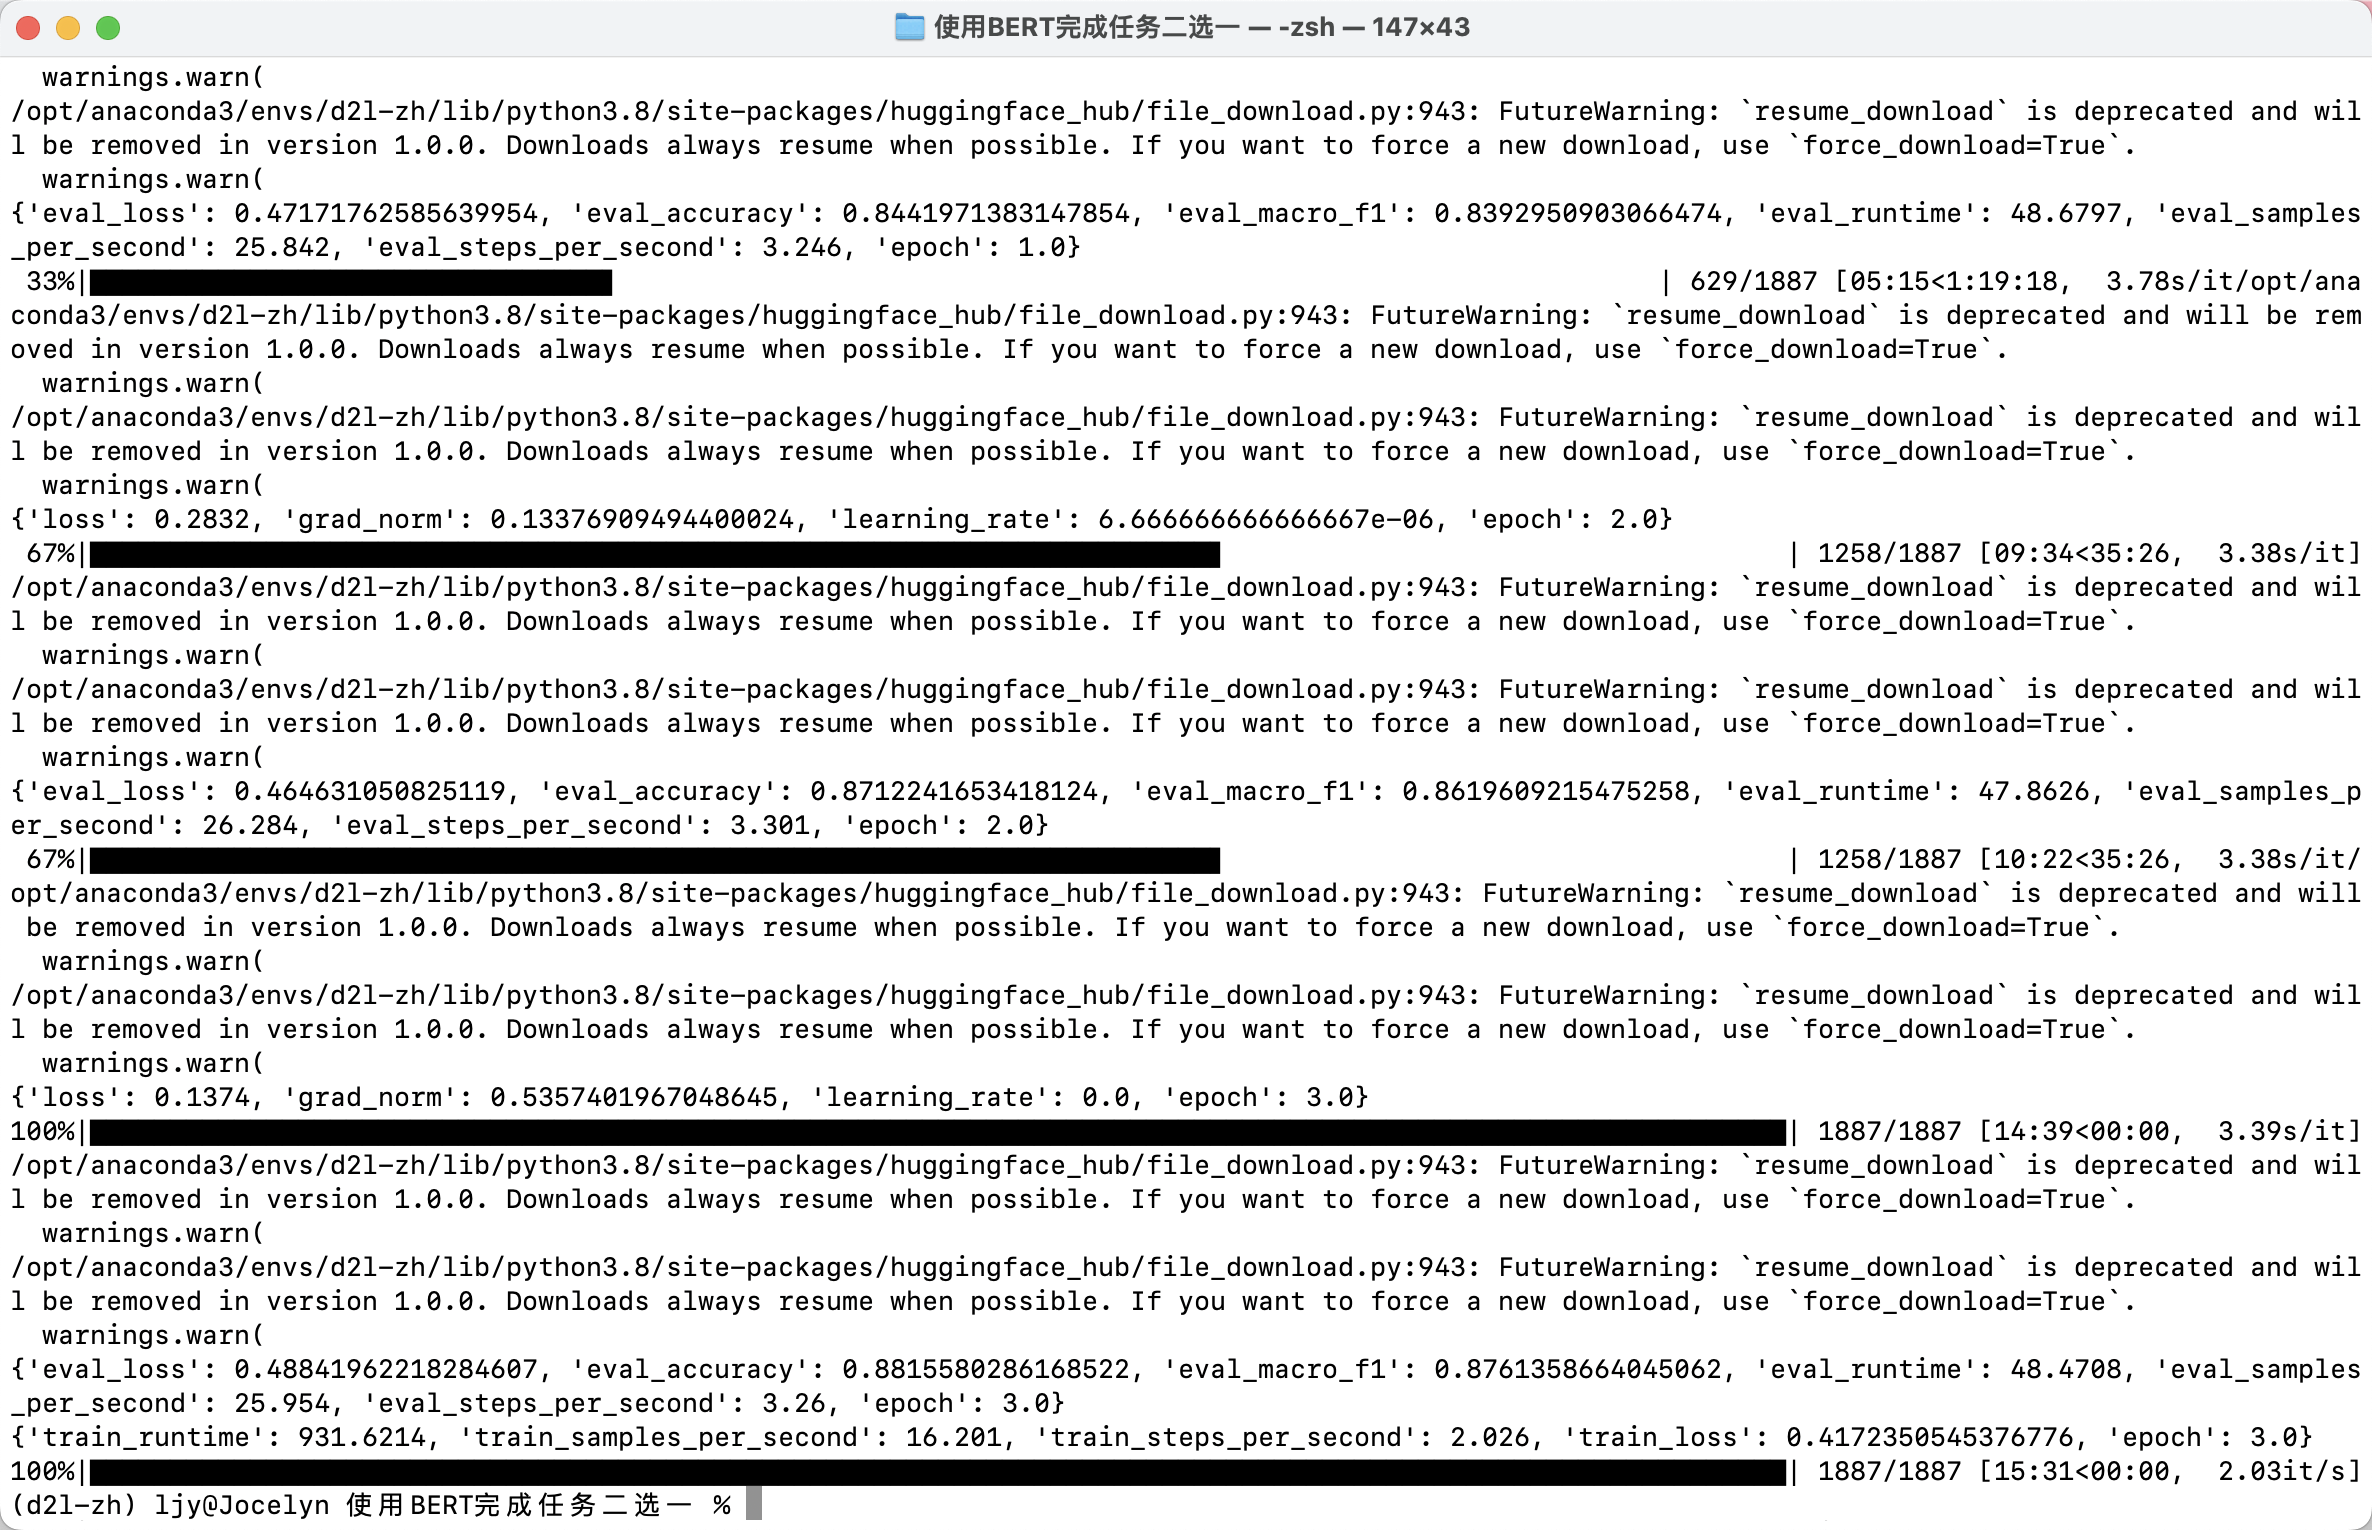 使用BERT完成任务二选一 — -zsh — 147×43
  warnings.warn(
/opt/anaconda3/envs/d2l-zh/lib/python3.8/site-packages/huggingface_hub/file_download.py:943: FutureWarning: `resume_download` is deprecated and wil
l be removed in version 1.0.0. Downloads always resume when possible. If you want to force a new download, use `force_download=True`.
  warnings.warn(
{'eval_loss': 0.47171762585639954, 'eval_accuracy': 0.8441971383147854, 'eval_macro_f1': 0.8392950903066474, 'eval_runtime': 48.6797, 'eval_samples
_per_second': 25.842, 'eval_steps_per_second': 3.246, 'epoch': 1.0}
 33%| | 629/1887 [05:15<1:19:18,  3.78s/it/opt/ana
conda3/envs/d2l-zh/lib/python3.8/site-packages/huggingface_hub/file_download.py:943: FutureWarning: `resume_download` is deprecated and will be rem
oved in version 1.0.0. Downloads always resume when possible. If you want to force a new download, use `force_download=True`.
  warnings.warn(
/opt/anaconda3/envs/d2l-zh/lib/python3.8/site-packages/huggingface_hub/file_download.py:943: FutureWarning: `resume_download` is deprecated and wil
l be removed in version 1.0.0. Downloads always resume when possible. If you want to force a new download, use `force_download=True`.
  warnings.warn(
{'loss': 0.2832, 'grad_norm': 0.13376909494400024, 'learning_rate': 6.666666666666667e-06, 'epoch': 2.0}
 67%| | 1258/1887 [09:34<35:26,  3.38s/it]
/opt/anaconda3/envs/d2l-zh/lib/python3.8/site-packages/huggingface_hub/file_download.py:943: FutureWarning: `resume_download` is deprecated and wil
l be removed in version 1.0.0. Downloads always resume when possible. If you want to force a new download, use `force_download=True`.
  warnings.warn(
/opt/anaconda3/envs/d2l-zh/lib/python3.8/site-packages/huggingface_hub/file_download.py:943: FutureWarning: `resume_download` is deprecated and wil
l be removed in version 1.0.0. Downloads always resume when possible. If you want to force a new download, use `force_download=True`.
  warnings.warn(
{'eval_loss': 0.464631050825119, 'eval_accuracy': 0.8712241653418124, 'eval_macro_f1': 0.8619609215475258, 'eval_runtime': 47.8626, 'eval_samples_p
er_second': 26.284, 'eval_steps_per_second': 3.301, 'epoch': 2.0}
 67%| | 1258/1887 [10:22<35:26,  3.38s/it/
opt/anaconda3/envs/d2l-zh/lib/python3.8/site-packages/huggingface_hub/file_download.py:943: FutureWarning: `resume_download` is deprecated and will
 be removed in version 1.0.0. Downloads always resume when possible. If you want to force a new download, use `force_download=True`.
  warnings.warn(
/opt/anaconda3/envs/d2l-zh/lib/python3.8/site-packages/huggingface_hub/file_download.py:943: FutureWarning: `resume_download` is deprecated and wil
l be removed in version 1.0.0. Downloads always resume when possible. If you want to force a new download, use `force_download=True`.
  warnings.warn(
{'loss': 0.1374, 'grad_norm': 0.5357401967048645, 'learning_rate': 0.0, 'epoch': 3.0}
100%| | 1887/1887 [14:39<00:00,  3.39s/it]
/opt/anaconda3/envs/d2l-zh/lib/python3.8/site-packages/huggingface_hub/file_download.py:943: FutureWarning: `resume_download` is deprecated and wil
l be removed in version 1.0.0. Downloads always resume when possible. If you want to force a new download, use `force_download=True`.
  warnings.warn(
/opt/anaconda3/envs/d2l-zh/lib/python3.8/site-packages/huggingface_hub/file_download.py:943: FutureWarning: `resume_download` is deprecated and wil
l be removed in version 1.0.0. Downloads always resume when possible. If you want to force a new download, use `force_download=True`.
  warnings.warn(
{'eval_loss': 0.48841962218284607, 'eval_accuracy': 0.8815580286168522, 'eval_macro_f1': 0.8761358664045062, 'eval_runtime': 48.4708, 'eval_samples
_per_second': 25.954, 'eval_steps_per_second': 3.26, 'epoch': 3.0}
{'train_runtime': 931.6214, 'train_samples_per_second': 16.201, 'train_steps_per_second': 2.026, 'train_loss': 0.4172350545376776, 'epoch': 3.0}
100%| | 1887/1887 [15:31<00:00,  2.03it/s]
(d2l-zh) ljy@Jocelyn 使用BERT完成任务二选一 %